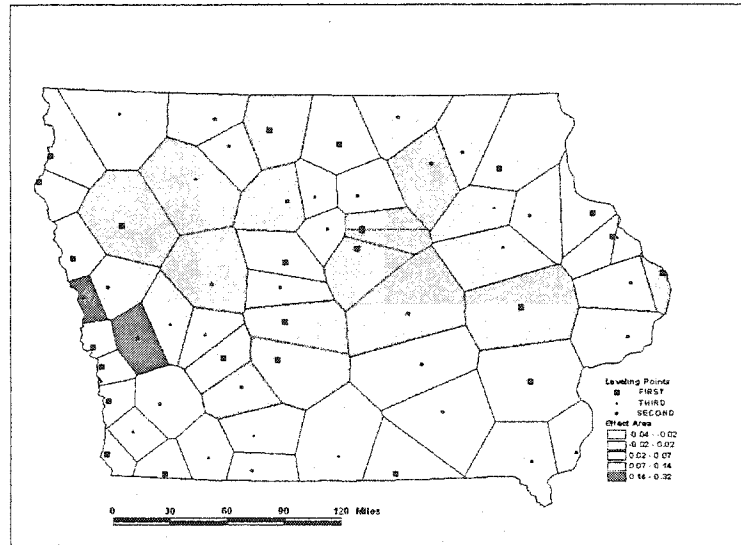 Leveling Points
FIRST
THIRD
SECOND
Effect Area
-0.04 - -0.02
-0.02 - 0.02
0.02 - 0.07
0.07 - 0.14
0.14 - 0.32
0 30 60 90 120 Miles